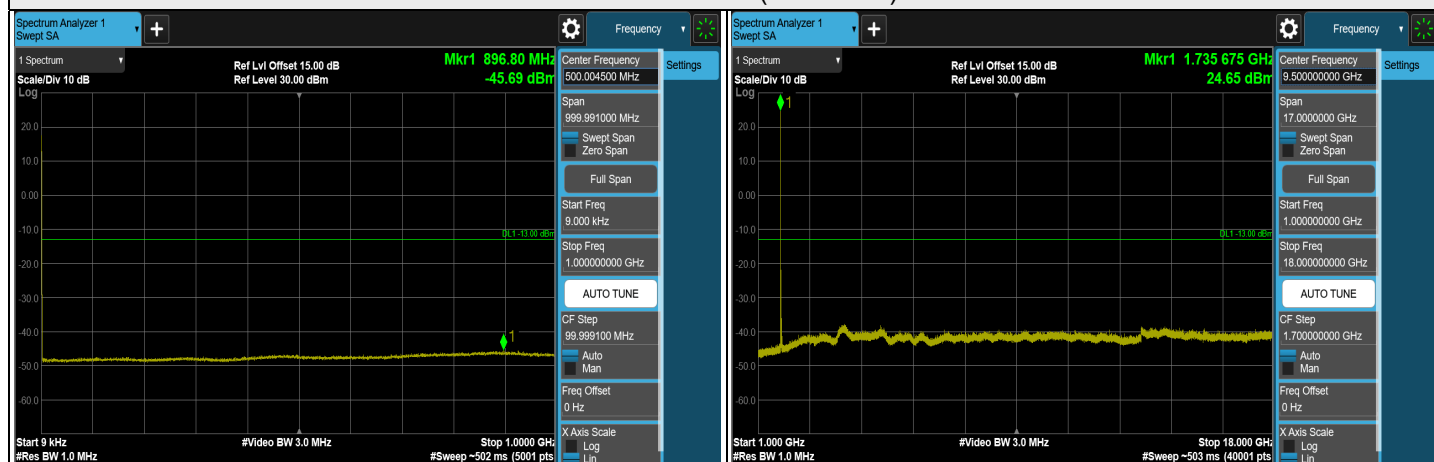 Spectrum Analyzer 1
Swept SA
+
Frequency
1 Spectrum
Ref Lvl Offset 15.00 dB
Mkr1 896.80 MHz
Scale/Div 10 dB
Ref Level 30.00 dBm
-45.69 dBm
Log
1
20.0
10.0
0.00
-10.0
DL1 -13.00 dBm
-20.0
-30.0
-40.0
-50.0
-60.0
Start 9 kHz
#Video BW 3.0 MHz
Stop 1.0000 GHz
#Res BW 1.0 MHz
#Sweep ~502 ms (5001 pts
Center Frequency
500.004500 MHz
Settings
Span
999.991000 MHz
Swept Span
Zero Span
Full Span
Start Freq
9.000 kHz
Stop Freq
1.000000000 GHz
AUTO TUNE
CF Step
99.999100 MHz
Auto
Man
Freq Offset
0 Hz
X Axis Scale
Log
Lin
Spectrum Analyzer 1
Swept SA
+
Frequency
1 Spectrum
Ref Lvl Offset 15.00 dB
Mkr1 1.735 675 GHz
Scale/Div 10 dB
Ref Level 30.00 dBm
24.65 dBm
Log
1
20.0
10.0
0.00
-10.0
DL1 -13.00 dBm
-20.0
-30.0
-40.0
-50.0
-60.0
Start 1.000 GHz
#Video BW 3.0 MHz
Stop 18.000 GHz
#Res BW 1.0 MHz
#Sweep ~503 ms (40001 pts
Center Frequency
9.500000000 GHz
Settings
Span
17.0000000 GHz
Swept Span
Zero Span
Full Span
Start Freq
1.000000000 GHz
Stop Freq
18.000000000 GHz
AUTO TUNE
CF Step
1.700000000 GHz
Auto
Man
Freq Offset
0 Hz
X Axis Scale
Log
Lin